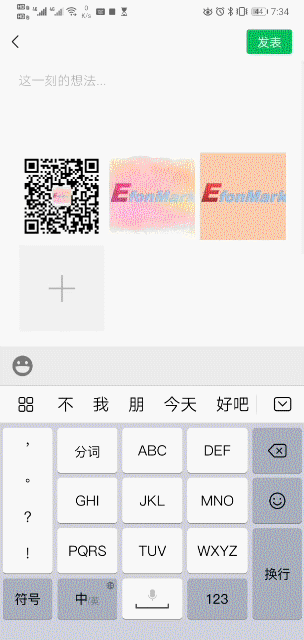 0
K/s
44
7:34
发表
这一刻的想法...
EfonMark
EfonMark
不 我 朋 今天 好吧
，
。
？
！
分词 ABC DEF
GHI JKL MNO
PQRS TUV WXYZ
换行
符号 中/英 123